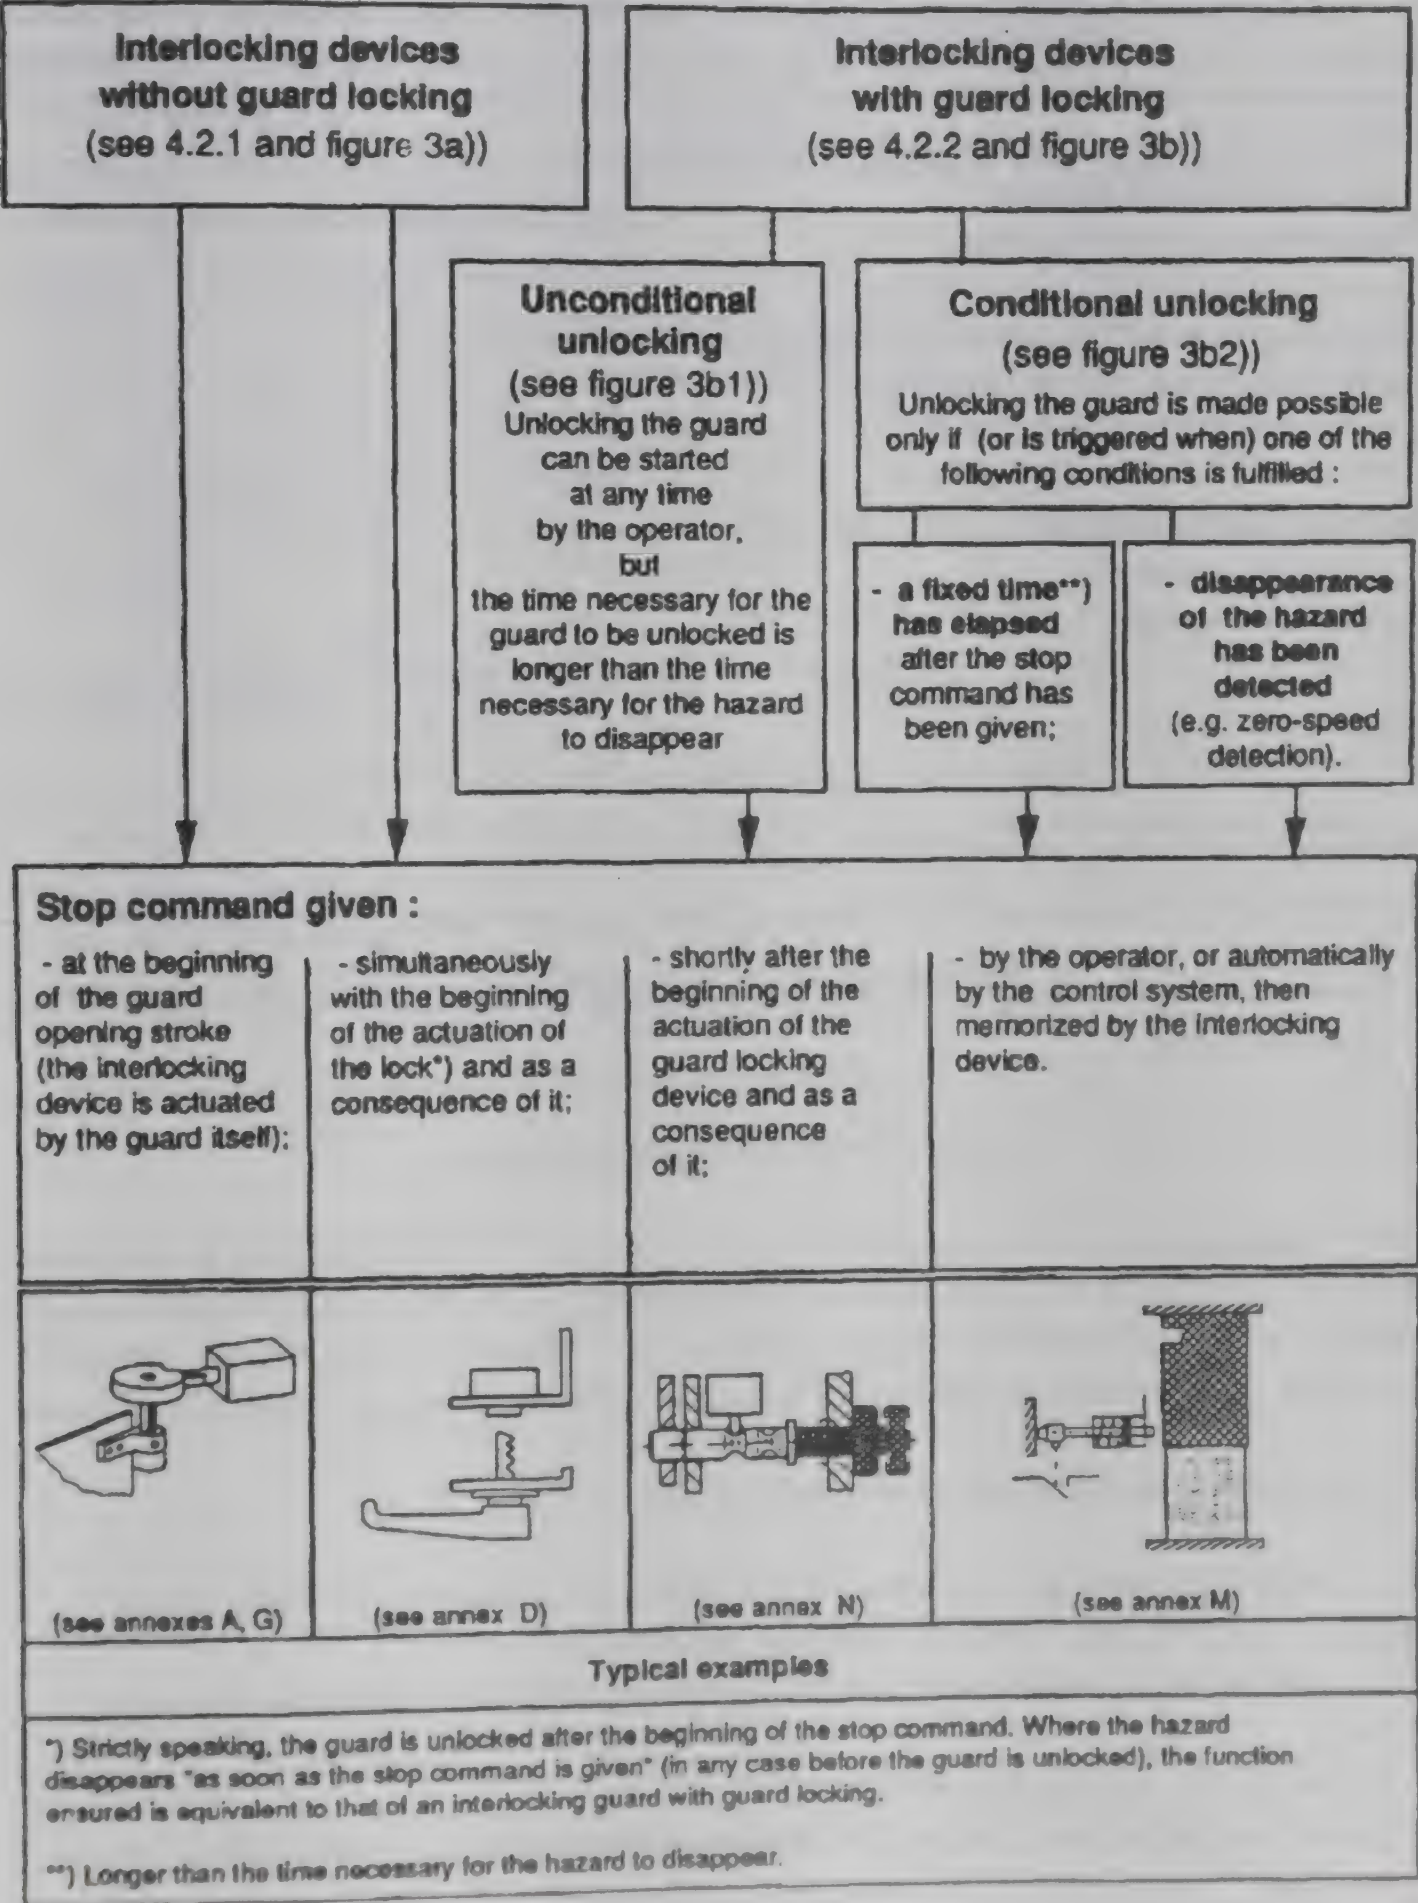 Interlocking devices
without guard locking
(see 4.2.1 and figure 3a))
Interlocking devices
with guard locking
(see 4.2.2 and figure 3b))
Unconditional
unlocking
(see figure 3b1))
Unlocking the guard
can be started
at any time
by the operator,
but
the time necessary for the
guard to be unlocked is
longer than the time
necessary for the hazard
to disappear
Conditional unlocking
(see figure 3b2))
Unlocking the guard is made possible
only if (or is triggered when) one of the
following conditions is fulfilled :
- a fixed time**)
has elapsed
after the stop
command has
been given;
- disappearance
of the hazard
has been
detected
(e.g. zero-speed
detection).
Stop command given :
- at the beginning
of the guard
opening stroke
(the interlocking
device is actuated
by the guard itself);
- simultaneously
with the beginning
of the actuation of
the lock*) and as a
consequence of it;
- shortly after the
beginning of the
actuation of the
guard locking
device and as a
consequence
of it;
- by the operator, or automatically
by the control system, then
memorized by the interlocking
device.
(see annexes A, G)
(see annex D)
(see annex N)
(see annex M)
Typical examples
*) Strictly speaking, the guard is unlocked after the beginning of the stop command. Where the hazard
disappears "as soon as the stop command is given" (in any case before the guard is unlocked), the function
ensured is equivalent to that of an interlocking guard with guard locking.
**) Longer than the time necessary for the hazard to disappear.